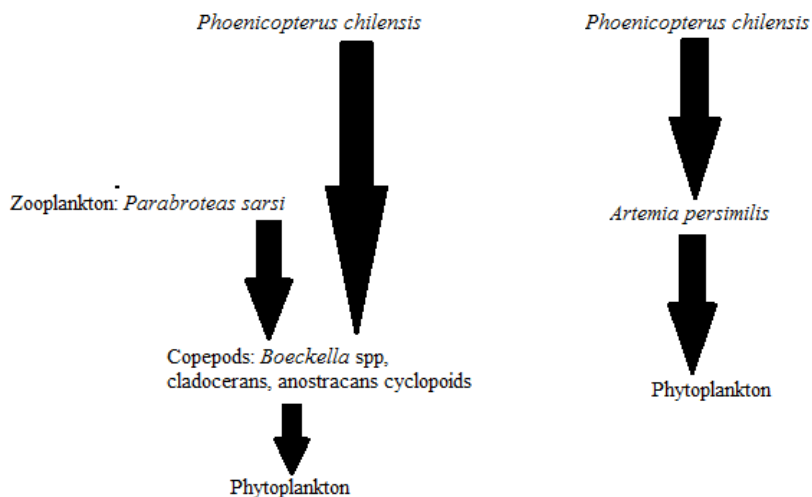 Phoenicopterus chilensis
Zooplankton: Parabroteas sarsi
Copepods: Boeckella spp,
cladocerans, anostracans cyclopoids
Phytoplankton
Phoenicopterus chilensis
Artemia persimilis
Phytoplankton